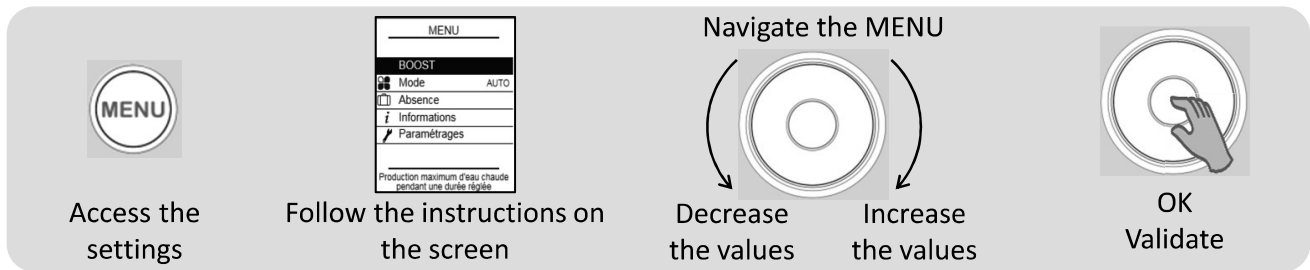 MENU
Access the
settings
MENU
BOOST
Mode AUTO
Absence
i Informations
Paramétrages
Production maximum d'eau chaude
pendant une durée réglée
Follow the instructions on
the screen
Navigate the MENU
Decrease
the values
Increase
the values
OK
Validate